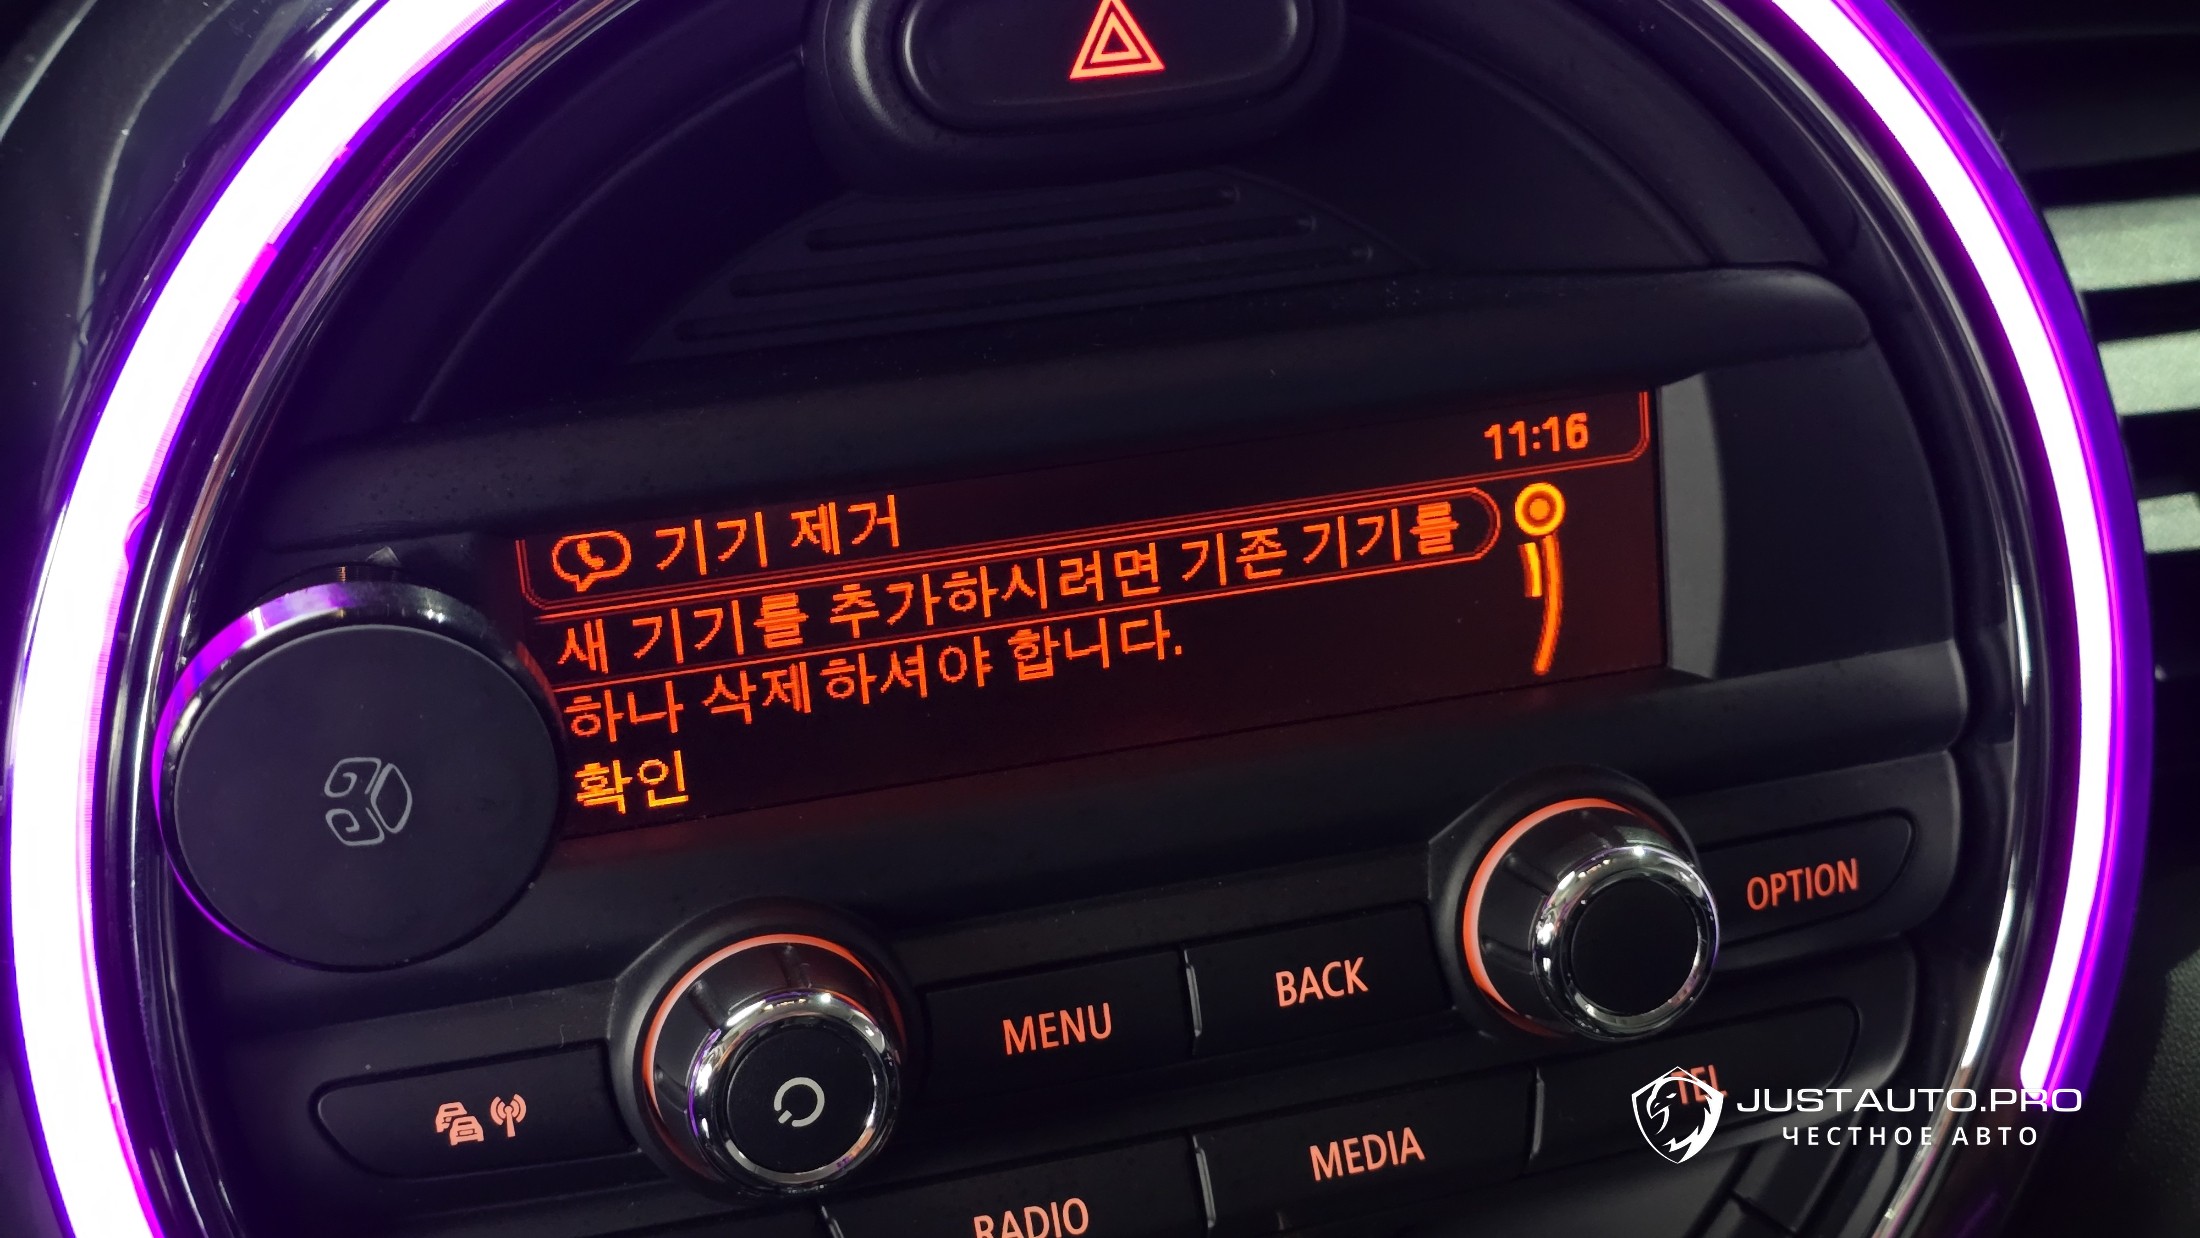 11:16
기기 제거
새 기기를 추가하시려면 기존 기기를
하나 삭제하셔야 합니다.
확인
OPTION
MENU
BACK
TEL
MEDIA
RADIO
JUSTAUTO.PRO
ЧЕСТНОЕ АВТО